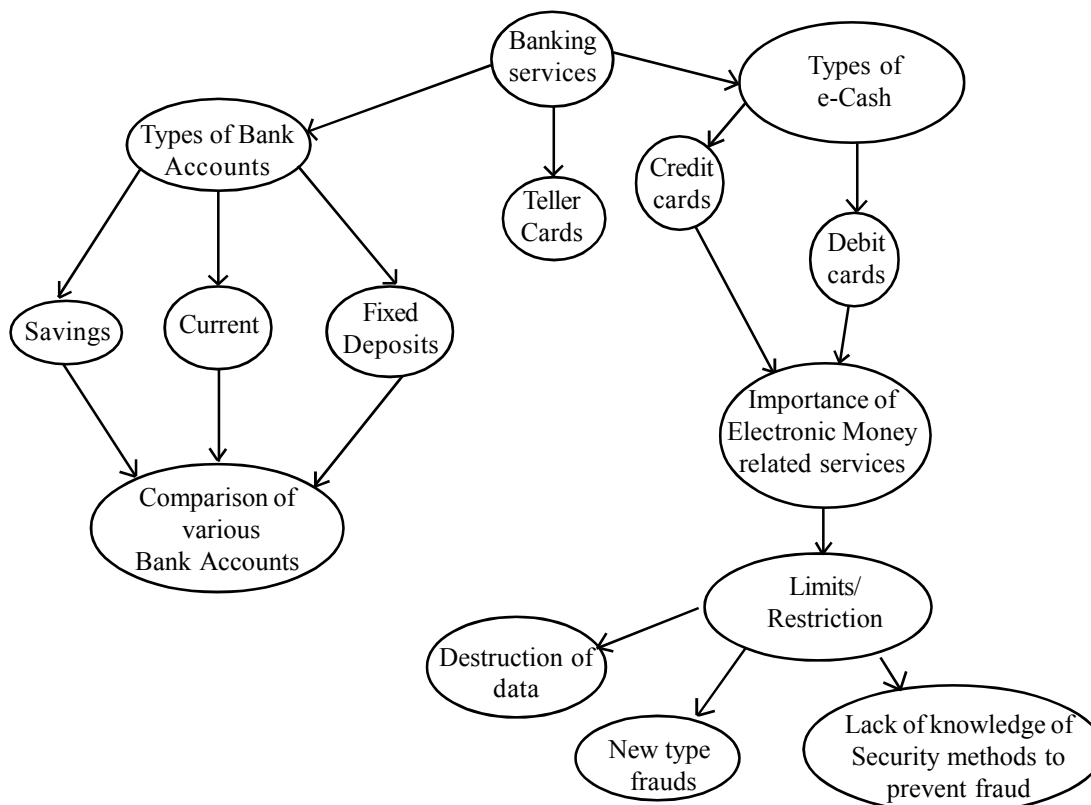 Banking
services
Types of
e-Cash
Types of Bank
Accounts
Teller
Cards
Credit
cards
Debit
cards
Savings
Current
Fixed
Deposits
Importance of
Electronic Money
related services
Comparison of
various
Bank Accounts
Limits/
Restriction
Destruction of
data
New type
frauds
Lack of knowledge of
Security methods to
prevent fraud